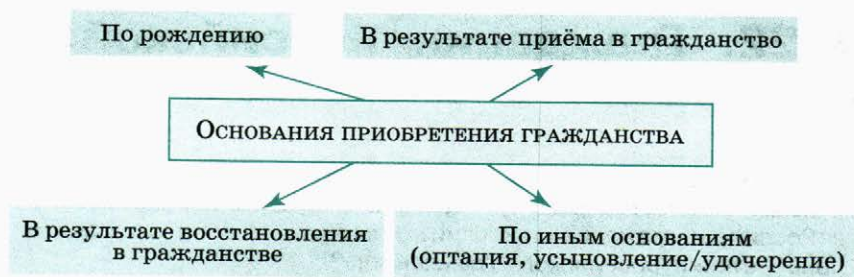 По рождению
В результате приёма в гражданство
Основания приобретения гражданства
В результате восстановления
в гражданстве
По иным основаниям
(оптация, усыновление/удочерение)